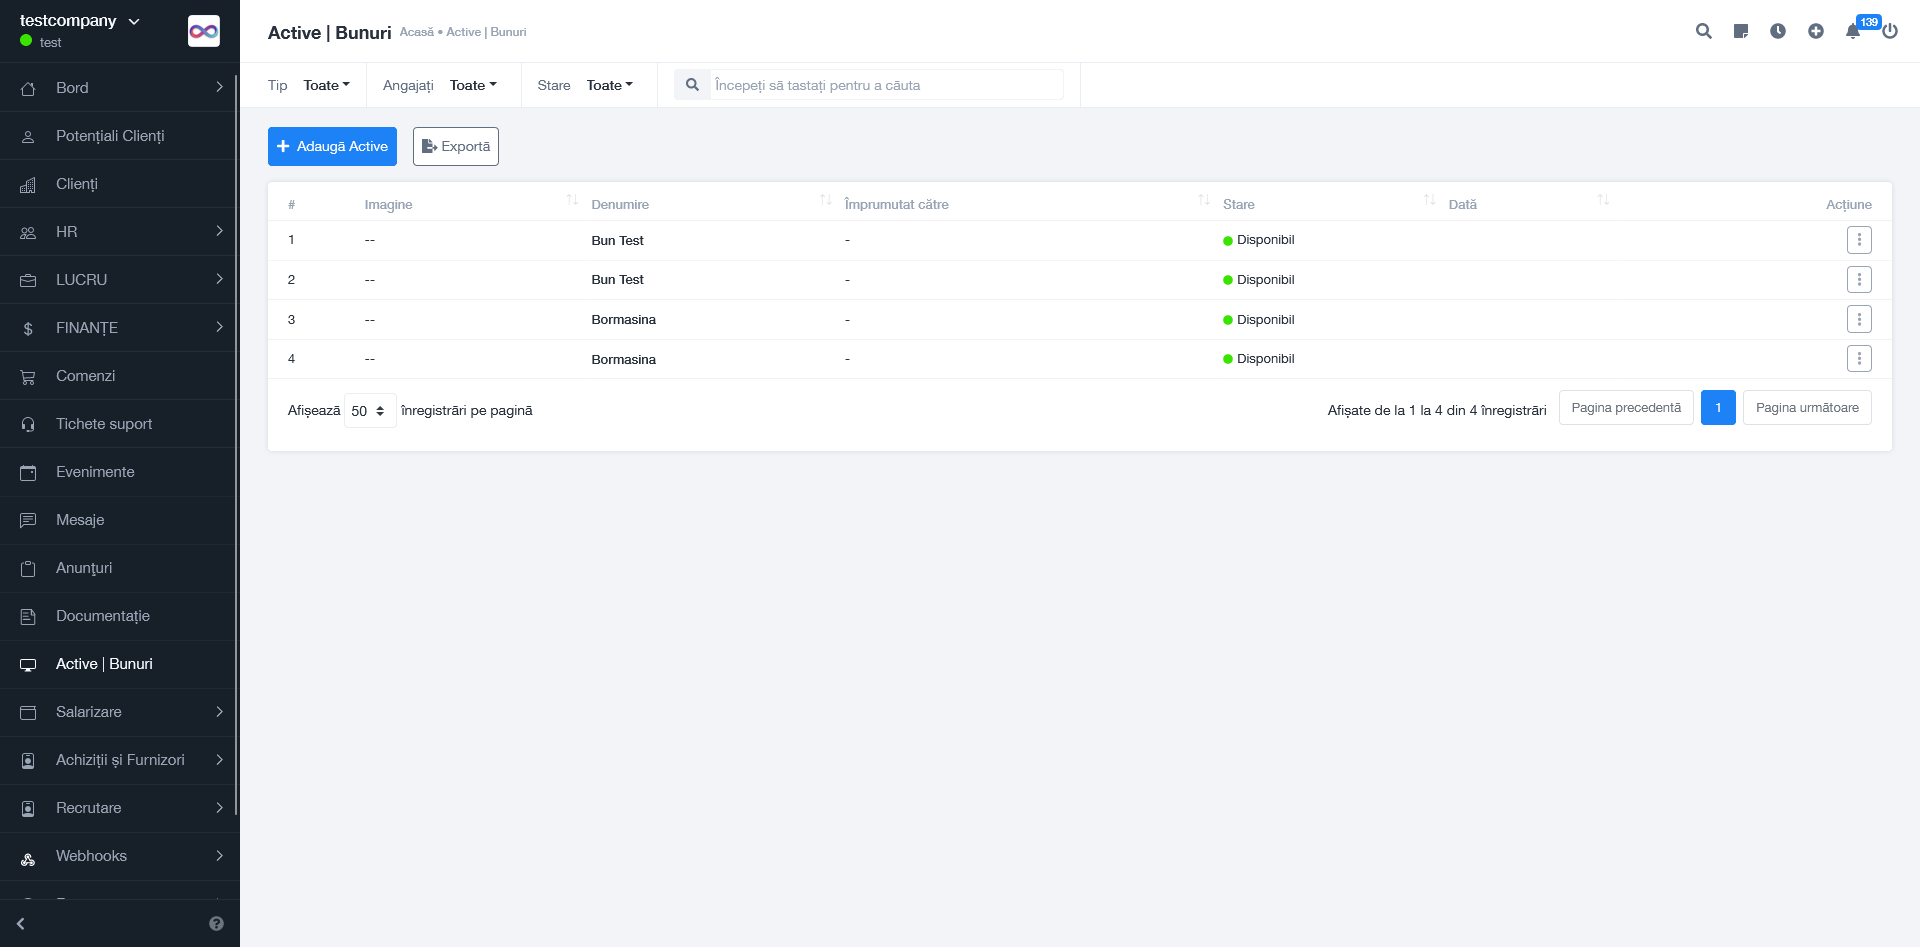 testcompany
test
Bord
Potențiali Clienți
Clienți
HR
LUCRU
FINANȚE
Comenzi
Tichete suport
Evenimente
Mesaje
Anunţuri
Documentație
Active | Bunuri
Salarizare
Achiziții și Furnizori
Recrutare
Webhooks
Active | Bunuri Acasă • Active | Bunuri
139
Tip Toate Angajați Toate Stare Toate Începeți să tastați pentru a căuta
Adaugă Active Exportă
# Imagine Denumire Împrumutat către Stare Dată Acțiune
1 -- Bun Test - Disponibil
2 -- Bun Test - Disponibil
3 -- Bormasina - Disponibil
4 -- Bormasina - Disponibil
Afișează 50 înregistrări pe pagină Afișate de la 1 la 4 din 4 înregistrări Pagina precedentă 1 Pagina următoare